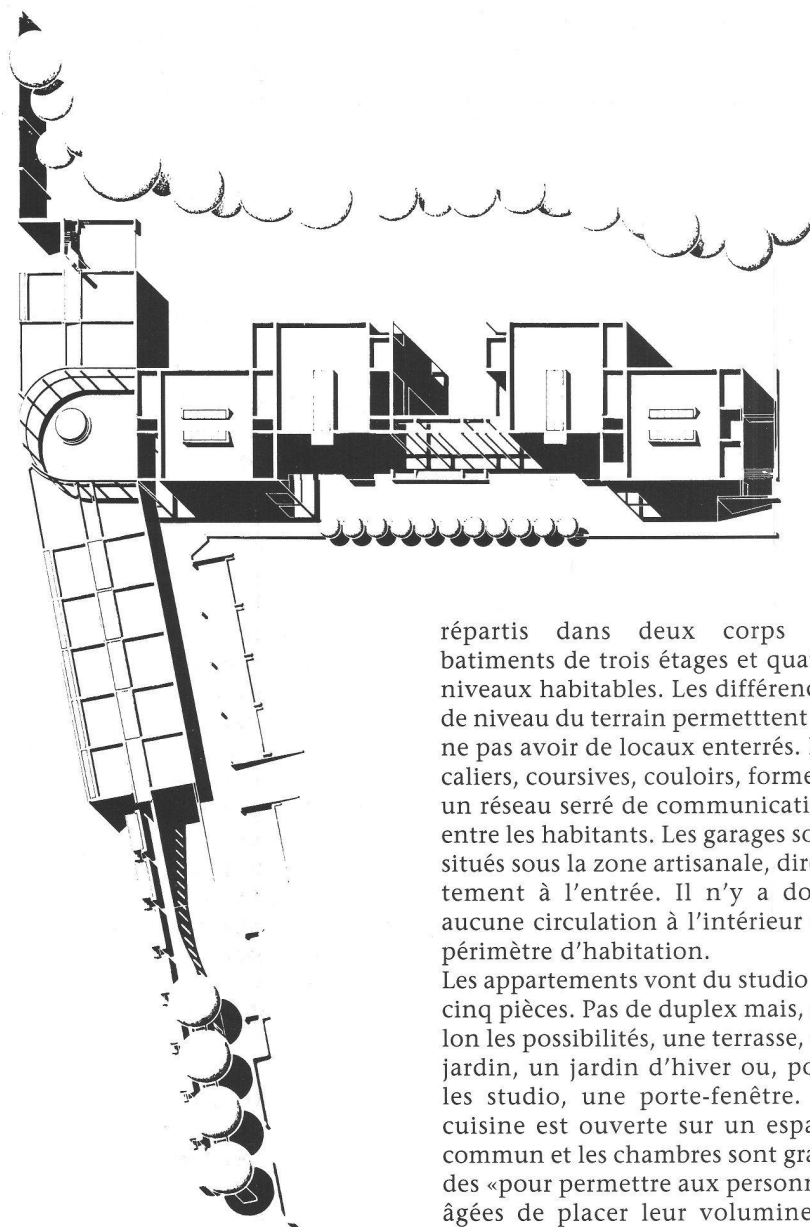 répartis dans deux corps
batiments de trois étages et qua
niveaux habitables. Les différenc
de niveau du terrain permetttent
ne pas avoir de locaux enterrés.
caliers, coursives, couloirs, forme
un réseau serré de communicati
entre les habitants. Les garages so
situés sous la zone artisanale, dire
tement à l'entrée. Il n'y a do
aucune circulation à l'intérieur
périmètre d'habitation.
Les appartements vont du studio
cinq pièces. Pas de duplex mais,
lon les possibilités, une terrasse,
jardin, un jardin d'hiver ou, po
les studio, une porte-fenêtre.
cuisine est ouverte sur un espa
commun et les chambres sont gra
des «pour permettre aux personn
âgées de placer leur volumine